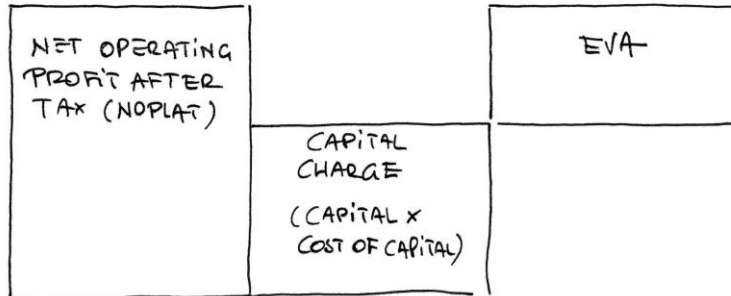 NET OPERATING
PROFIT AFTER
TAX (NOPLAT)
CAPITAL
CHARGE
(CAPITAL x
COST OF CAPITAL)
EVA